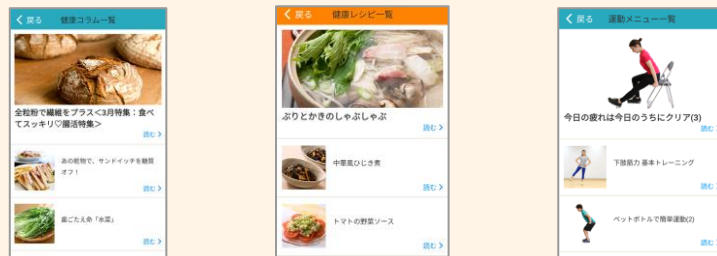 戻る 健康コラム一覧
全粒粉で繊維をプラス<3月特集：食べ
てスッキリ♡腸活特集>
読む
あの乾物で、サンドイッチを糖質
オフ！
読む
歯ごたえ命「水菜」
読む
戻る 健康レシピ一覧
ぶりとかきのしゃぶしゃぶ
読む
中華風ひじき煮
読む
トマトの野菜ソース
読む
戻る 運動メニュー一覧
今日の疲れは今日のうちにクリア(3)
読む
下肢筋力 基本トレーニング
読む
ペットボトルで簡単運動(2)
読む